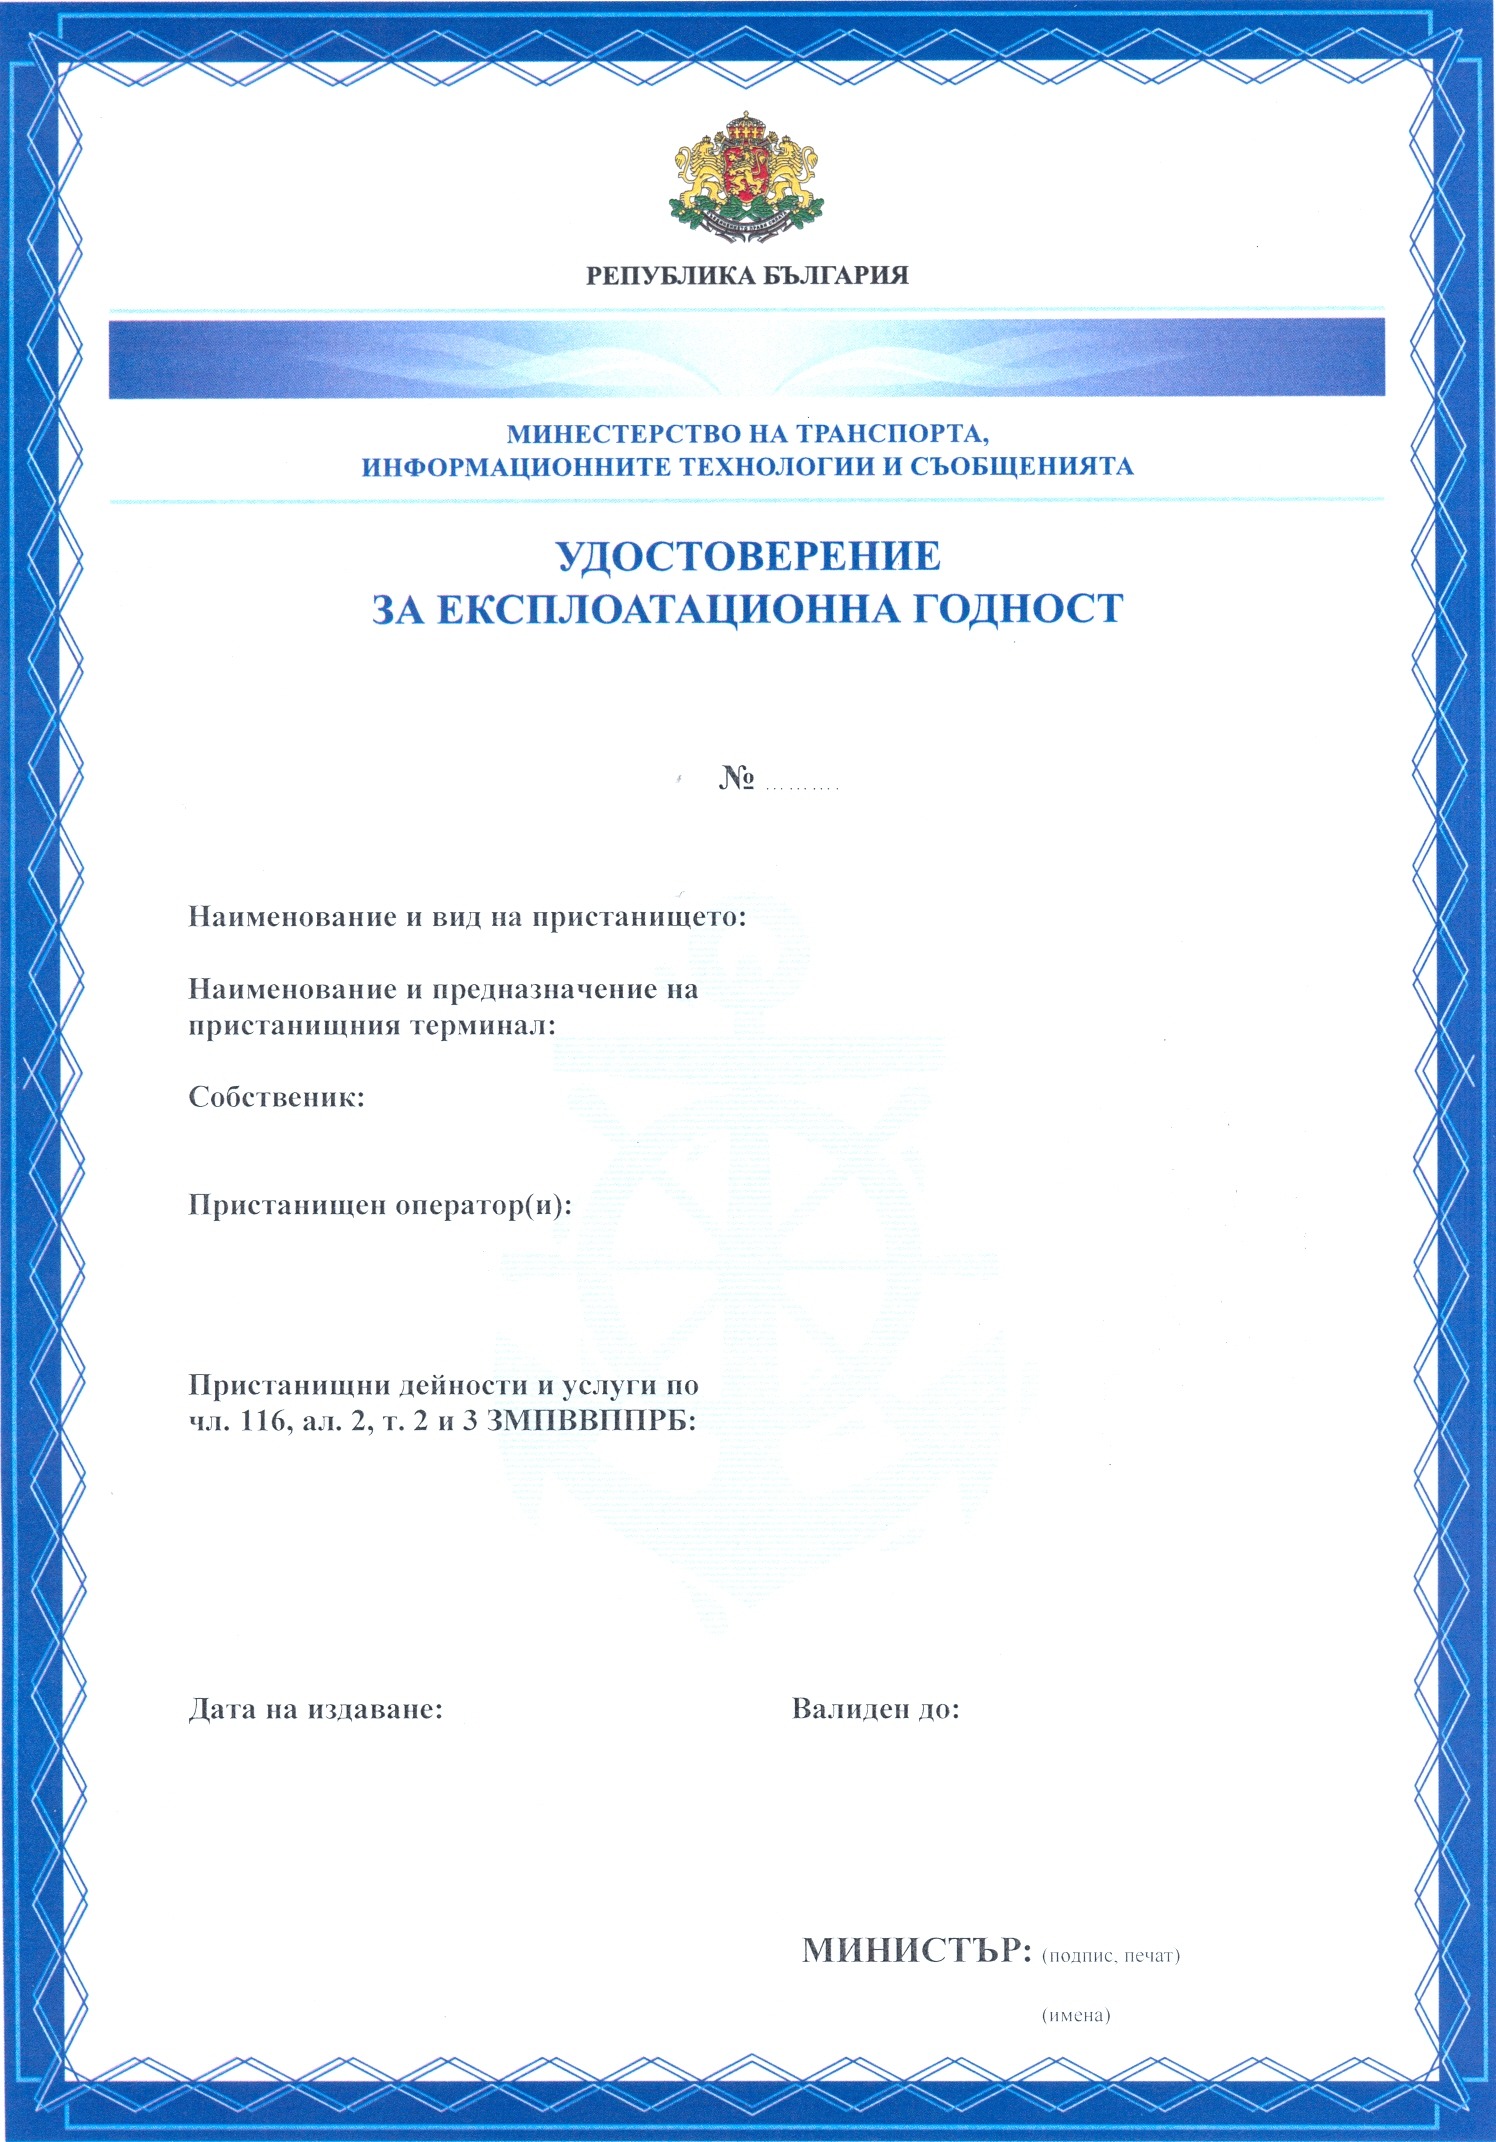 РЕПУБЛИКА БЪЛГАРИЯ
МИНЕСТЕРСТВО НА ТРАНСПОРТА,
ИНФОРМАЦИОННИТЕ ТЕХНОЛОГИИ И СЪОБЩЕНИЯТА
УДОСТОВЕРЕНИЕ
ЗА ЕКСПЛОАТАЦИОННА ГОДНОСТ
№ ..........
Наименование и вид на пристанището:
Наименование и предназначение на
пристанищния терминал:
Собственик:
Пристанищен оператор(и):
Пристанищни дейности и услуги по
чл. 116, ал. 2, т. 2 и 3 ЗМПВВППРБ:
Дата на издаване: Валиден до:
МИНИСТЪР: (подпис, печат)
(имена)